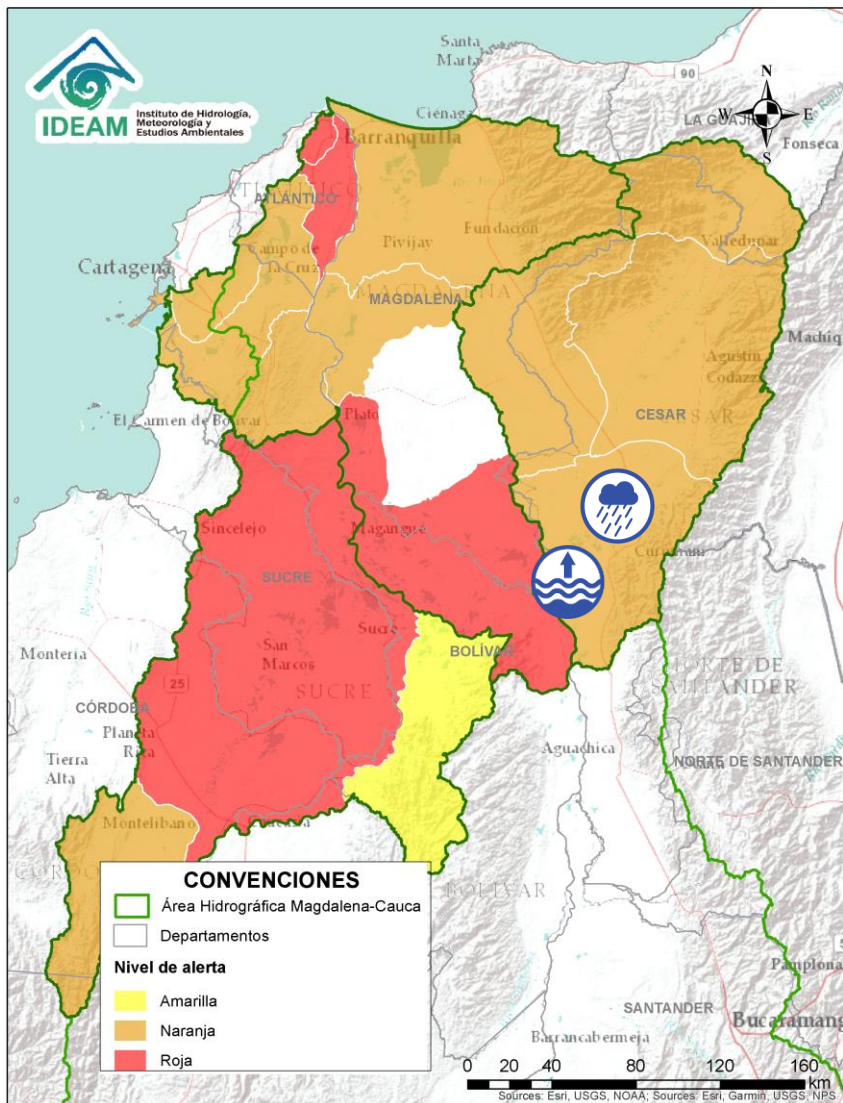 Santa
Marta
90
N
W
E
S
IDEAM
Instituto de Hidrología,
Meteorología y
Estudios Ambientales
Ciénaga
LA GUAJIRA
Fonseca
Barranquilla
ATLÁNTICO
Campo de
la Cruz
Pivijay
Fundación
Valledupar
Cartagena
MAGDALENA
Machiq
Agustín
Codazzi
El Carmen de Bolívar
Plato
CESAR
Sincelejo
Magangué
Curumaní
SUCRE
Sucre
San
Marcos
SUCRE
BOLÍVAR
Montería
25
NORTE DE
SANTANDER
CÓRDOBA
Planeta
Rica
Aguachica
Tierra
Alta
NORTE DE SANTANDER
Montelíbano
CONVENCIONES
Área Hidrográfica Magdalena-Cauca
Departamentos
Nivel de alerta
Amarilla
Naranja
Roja
BOLÍVAR
Pamplona
SANTANDER
Bucaramang
Barrancabermeja
0 20 40 80 120 160
km
Sources: Esri, USGS, NOAA; Sources: Esri, Garmin, USGS, NPS